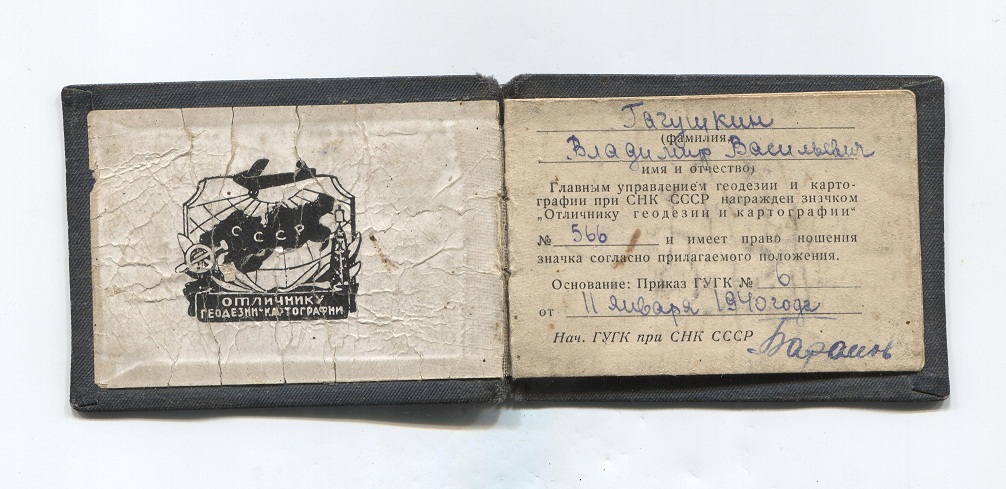 СССР
ОТЛИЧНИКУ
ГЕОДЕЗИИ-КАРТОГРАФИИ
Гагушкин
(фамилия)
Владимир Васильевич
имя и отчество)
Главным управлением геодезии и карто-
графии при СНК СССР награжден значком
„Отличнику геодезии и картографии“
№ 566 и имеет право ношения
значка согласно прилагаемого положения.
Основание: Приказ ГУГК № 6
от 11 января 1940 года
Нач. ГУГК при СНК СССР Баранов